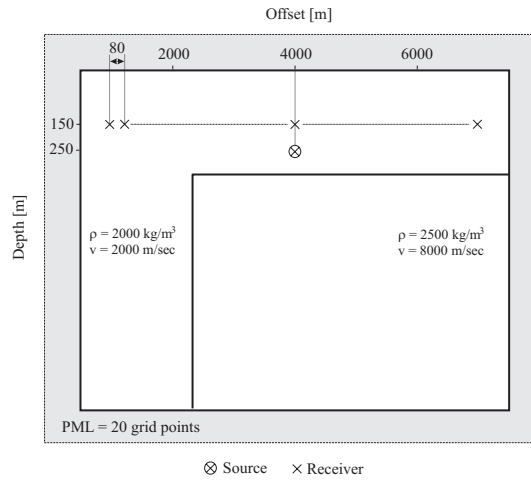 Offset [m]
80
2000 4000 6000
150
250
Depth [m]
ρ = 2000 kg/m³ ρ = 2500 kg/m³
v = 2000 m/sec v = 8000 m/sec
PML = 20 grid points
Source Receiver